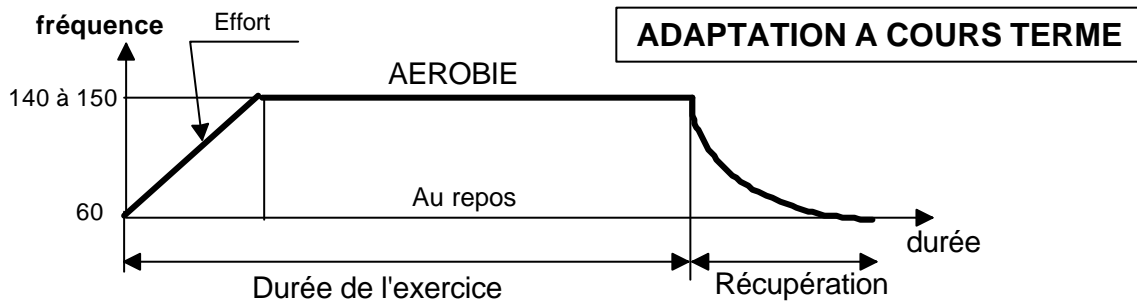 fréquence
Effort
ADAPTATION A COURS TERME
AEROBIE
140 à 150
Au repos
60
durée
Durée de l'exercice
Récupération